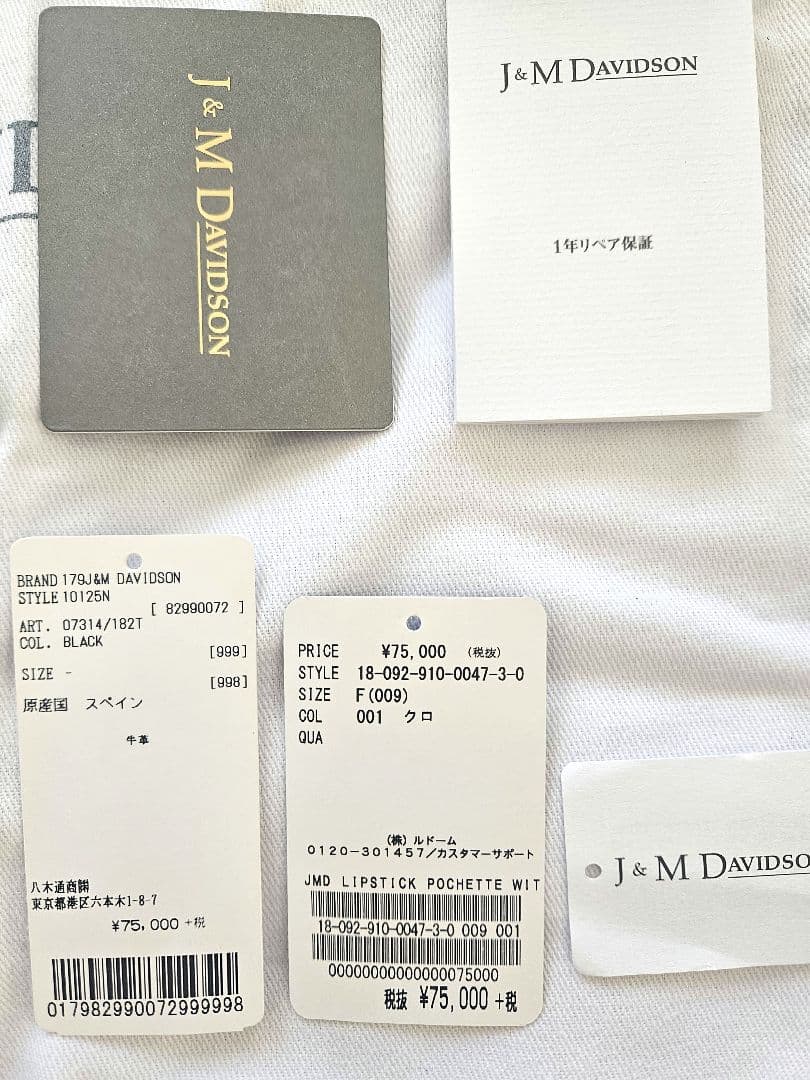 J & M DAVIDSON
J & M DAVIDSON
1年リペア保証
BRAND 179J&M DAVIDSON
STYLE 10125N
[ 82990072 ]
ART. 07314/182T
COL. BLACK
[999]
SIZE -
[998]
原産国 スペイン
牛革
八木通商㈱
東京都港区六本木1-8-7
¥75,000 +税
017982990072999998
PRICE ¥75,000 (税抜)
STYLE 18-092-910-0047-3-0
SIZE F(009)
COL 001 クロ
QUA
(株)ルドーム
0120-301457/カスタマーサポート
JMD LIPSTICK POCHETTE WIT
18-092-910-0047-3-0 009 001
00000000000000075000
税抜 ¥75,000 +税
J & M DAVIDSO